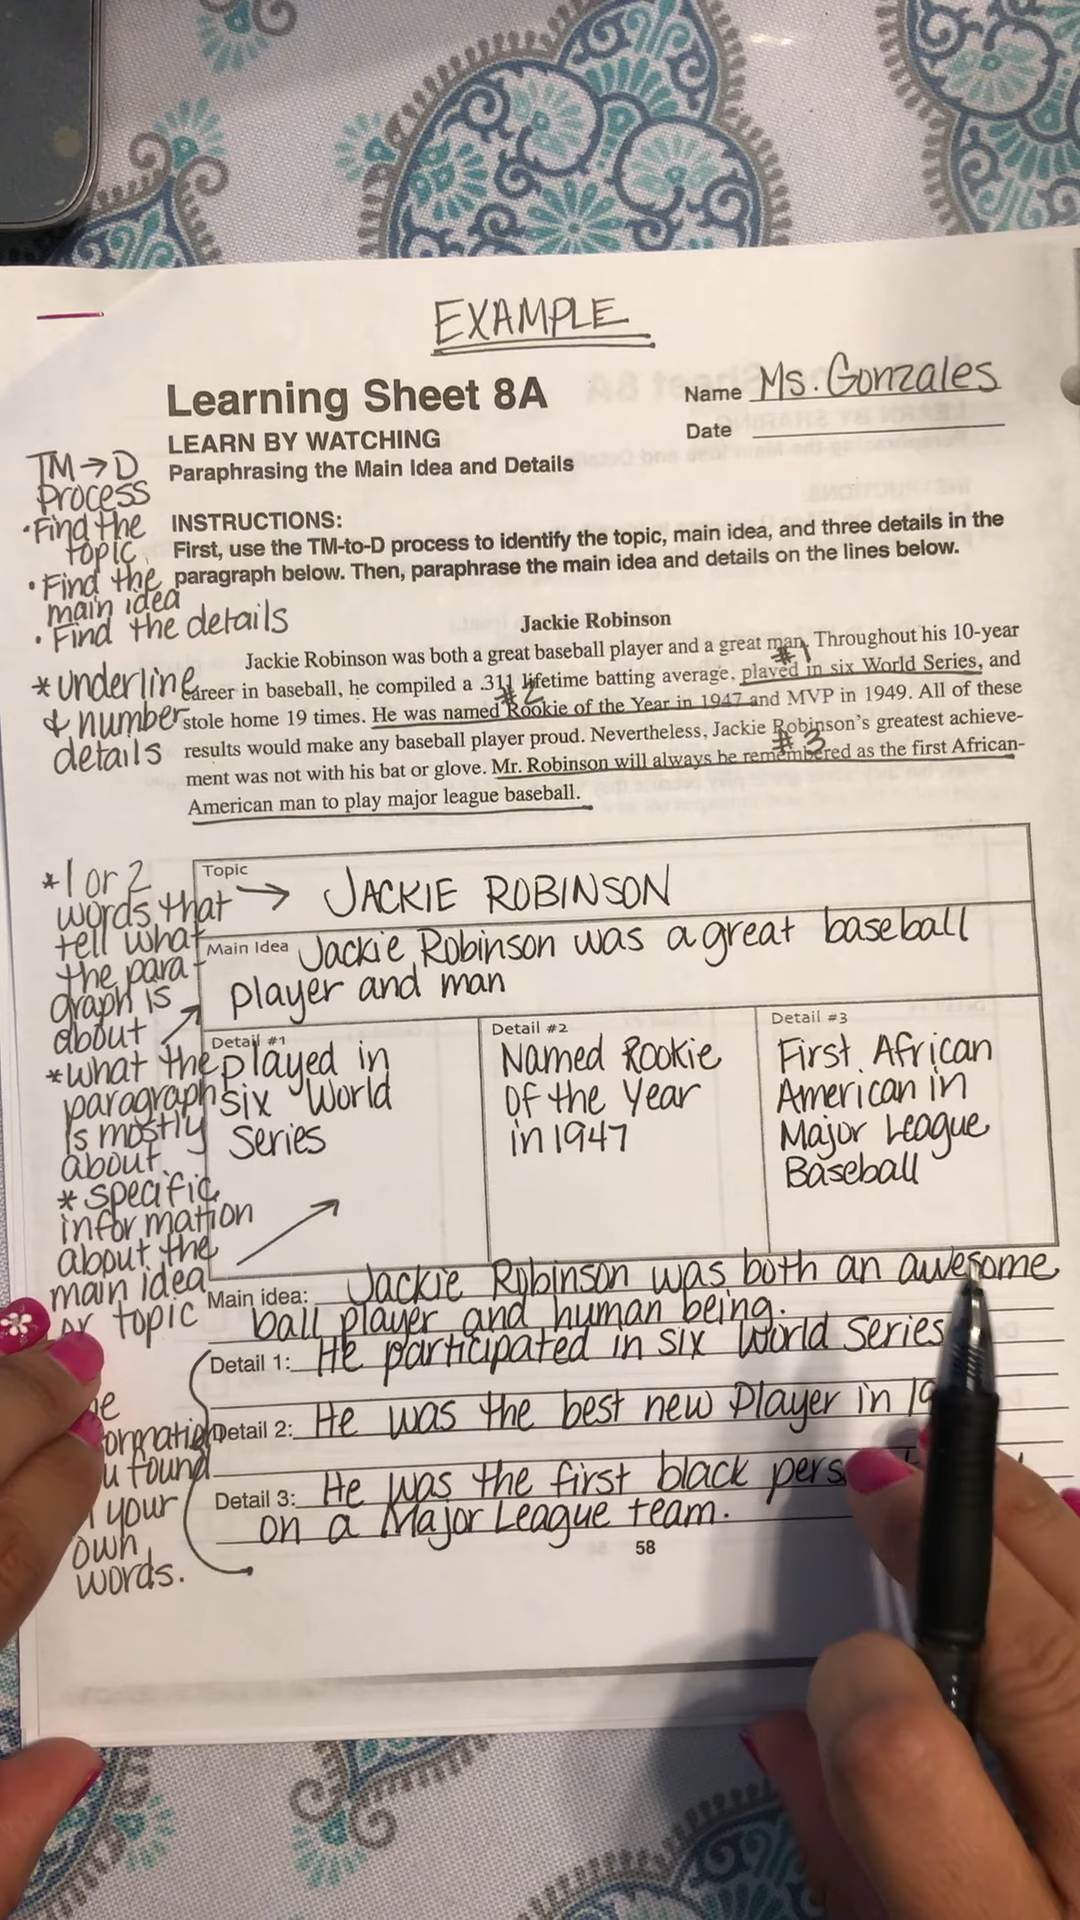 EXAMPLE
Learning Sheet 8A
Name Ms. Gonzales
LEARN BY WATCHING
Date
Paraphrasing the Main Idea and Details
TM → D
Process
• Find the
topic
• Find the
main idea
• Find the details
INSTRUCTIONS:
First, use the TM-to-D process to identify the topic, main idea, and three details in the
paragraph below. Then, paraphrase the main idea and details on the lines below.
* underline
& number
details
Jackie Robinson
Jackie Robinson was both a great baseball player and a great man. Throughout his 10-year
#1
career in baseball, he compiled a .311 lifetime batting average, played in six World Series, and
#2
stole home 19 times. He was named Rookie of the Year in 1947 and MVP in 1949. All of these
results would make any baseball player proud. Nevertheless, Jackie Robinson's greatest achieve-
#3
ment was not with his bat or glove. Mr. Robinson will always be remembered as the first African-
American man to play major league baseball.
* 1 or 2
words that
tell what
the para-
graph is
about
* what the
paragraph
is mostly
about.
* specific
information
about the
main idea
or topic
Topic
→ JACKIE ROBINSON
Main Idea Jackie Robinson was a great baseball
player and man
Detail #1
played in
six World
Series
Detail #2
Named Rookie
of the Year
in 1947
Detail #3
First African
American in
Major League
Baseball
Main idea: Jackie Robinson was both an awesome
ball player and human being.
Detail 1: He participated in six World Series
Detail 2: He was the best new player in 19
Detail 3: He was the first black pers
on a Major League team.
found
your
own
words.
58